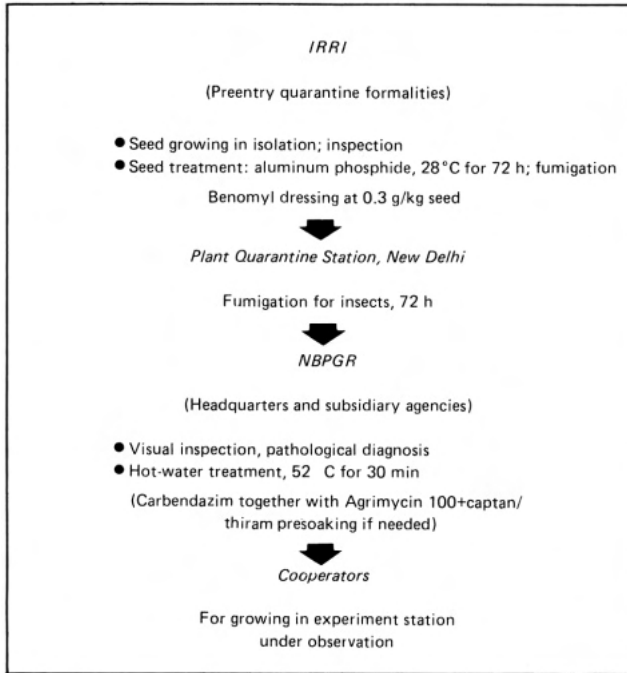 IRRI
(Preentry quarantine formalities)
● Seed growing in isolation; inspection
● Seed treatment: aluminum phosphide, 28°C for 72 h; fumigation
Benomyl dressing at 0.3 g/kg seed
Plant Quarantine Station, New Delhi
Fumigation for insects, 72 h
NBPGR
(Headquarters and subsidiary agencies)
● Visual inspection, pathological diagnosis
● Hot-water treatment, 52 C for 30 min
(Carbendazim together with Agrimycin 100+captan/
thiram presoaking if needed)
Cooperators
For growing in experiment station
under observation